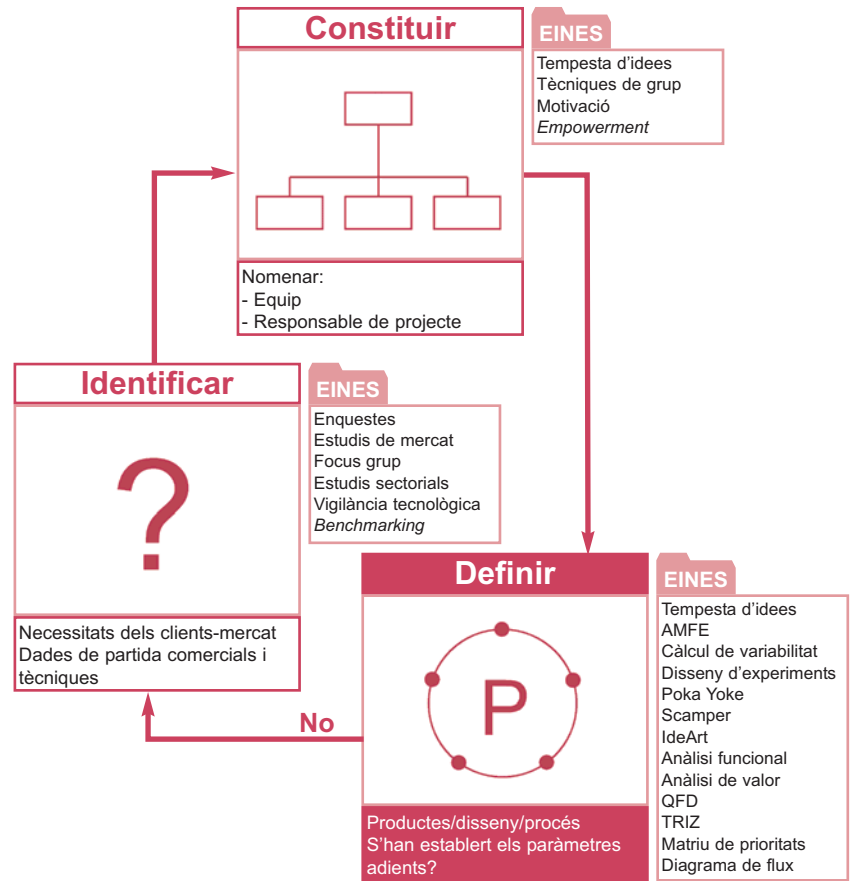 Constituir
EINES
Tempesta d'idees
Tècniques de grup
Motivació
Empowerment
Nomenar:
- Equip
- Responsable de projecte
Identificar
EINES
?
Enquestes
Estudis de mercat
Focus grup
Estudis sectorials
Vigilància tecnològica
Benchmarking
Necessitats dels clients-mercat
Dades de partida comercials i
tècniques
No
Definir
EINES
P
Tempesta d'idees
AMFE
Càlcul de variabilitat
Disseny d'experiments
Poka Yoke
Scamper
IdeArt
Anàlisi funcional
Anàlisi de valor
QFD
TRIZ
Matriu de prioritats
Diagrama de flux
Productes/disseny/procés
S'han establert els paràmetres
adients?